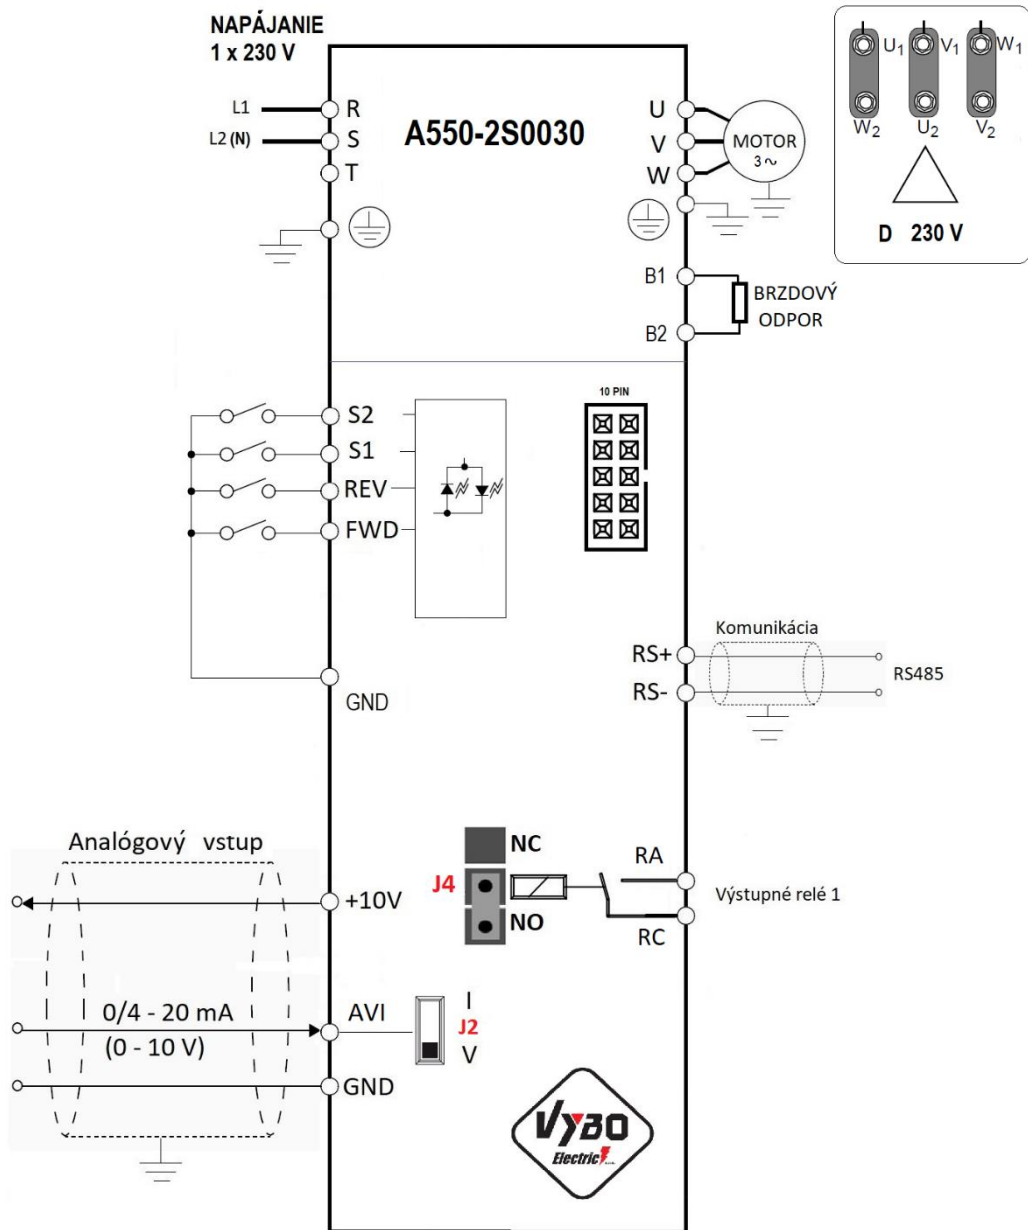 NAPÁJANIE
1 x 230 V
L1
R
L2 (N)
S
T
A550-2S0030
U
V
W
MOTOR
3 ~
U1
V1
W1
W2
U2
V2
D 230 V
B1
B2
BRZDOVÝ
ODPOR
S2
S1
REV
FWD
GND
10 PIN
Komunikácia
RS+
RS-
RS485
Analógový vstup
+10V
0/4 - 20 mA
(0 - 10 V)
AVI
GND
NC
J4
NO
RA
RC
Výstupné relé 1
I
J2
V
VYBO
Electric